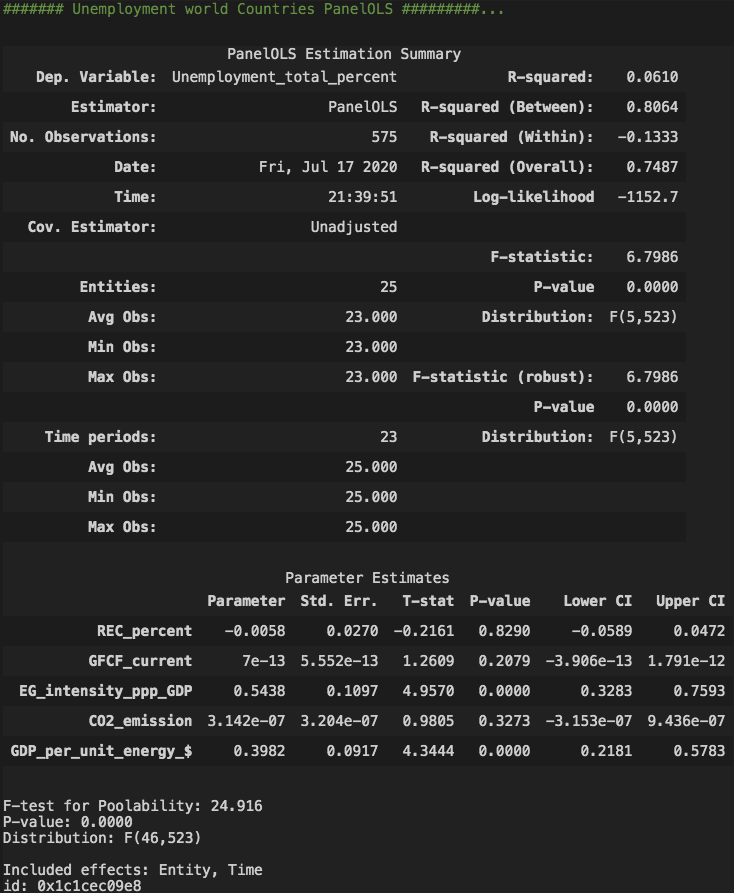 ####### Unemployment world Countries PanelOLS #########...
PanelOLS Estimation Summary
Dep. Variable: Unemployment_total_percent R-squared: 0.0610
Estimator: PanelOLS R-squared (Between): 0.8064
No. Observations: 575 R-squared (Within): -0.1333
Date: Fri, Jul 17 2020 R-squared (Overall): 0.7487
Time: 21:39:51 Log-likelihood -1152.7
Cov. Estimator: Unadjusted
F-statistic: 6.7986
Entities: 25 P-value 0.0000
Avg Obs: 23.000 Distribution: F(5,523)
Min Obs: 23.000
Max Obs: 23.000 F-statistic (robust): 6.7986
P-value 0.0000
Time periods: 23 Distribution: F(5,523)
Avg Obs: 25.000
Min Obs: 25.000
Max Obs: 25.000
Parameter Estimates
Parameter Std. Err. T-stat P-value Lower CI Upper CI
REC_percent -0.0058 0.0270 -0.2161 0.8290 -0.0589 0.0472
GFCF_current 7e-13 5.552e-13 1.2609 0.2079 -3.906e-13 1.791e-12
EG_intensity_ppp_GDP 0.5438 0.1097 4.9570 0.0000 0.3283 0.7593
CO2_emission 3.142e-07 3.204e-07 0.9805 0.3273 -3.153e-07 9.436e-07
GDP_per_unit_energy_$ 0.3982 0.0917 4.3444 0.0000 0.2181 0.5783
F-test for Poolability: 24.916
P-value: 0.0000
Distribution: F(46,523)
Included effects: Entity, Time
id: 0x1c1cec09e8